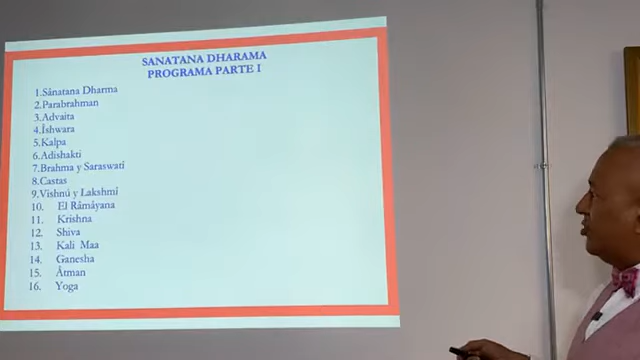 SANATANA DHARAMA
PROGRAMA PARTE I
1.Sânatana Dharma
2.Parabrahman
3.Advaita
4.Îshwara
5.Kalpa
6.Adishakti
7.Brahma y Saraswati
8.Castas
9.Vishnú y Lakshmí
10. El Râmâyana
11. Krishna
12. Shiva
13. Kali Maa
14. Ganesha
15. Âtman
16. Yoga